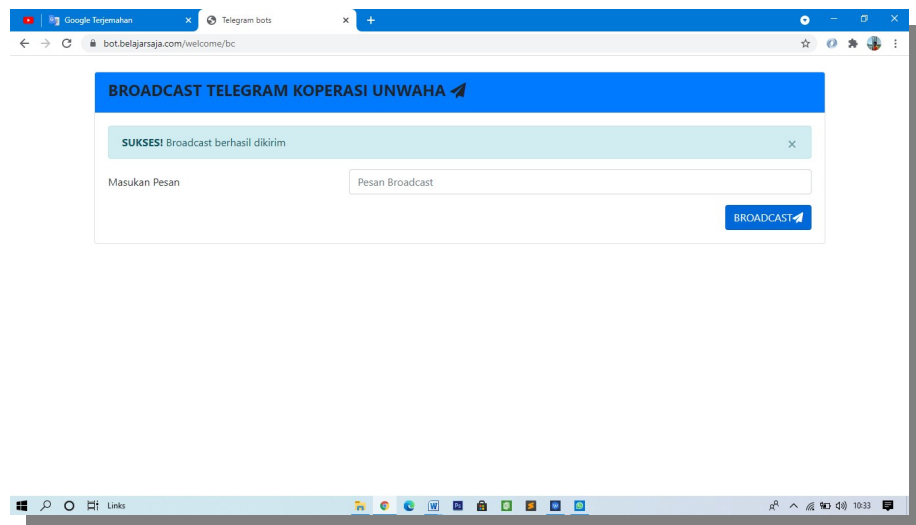 Google Terjemahan
Telegram bots
bot.belajarsaja.com/welcome/bc
BROADCAST TELEGRAM KOPERASI UNWAHA
SUKSES! Broadcast berhasil dikirim
Masukan Pesan
Pesan Broadcast
BROADCAST
Links
10:33